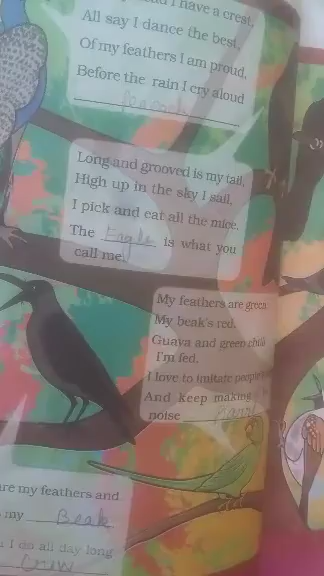 I have a crest,
All say I dance the best,
Of my feathers I am proud,
Before the rain I cry aloud
Peacock
Long and grooved is my tail,
High up in the sky I sail,
I pick and eat all the mice,
The Eagle is what you
call me.
My feathers are green
My beak's red,
Guava and green chilli
I'm fed.
I love to imitate people
And keep making
noise
are my feathers and
my Beak
I on all day long
Crow